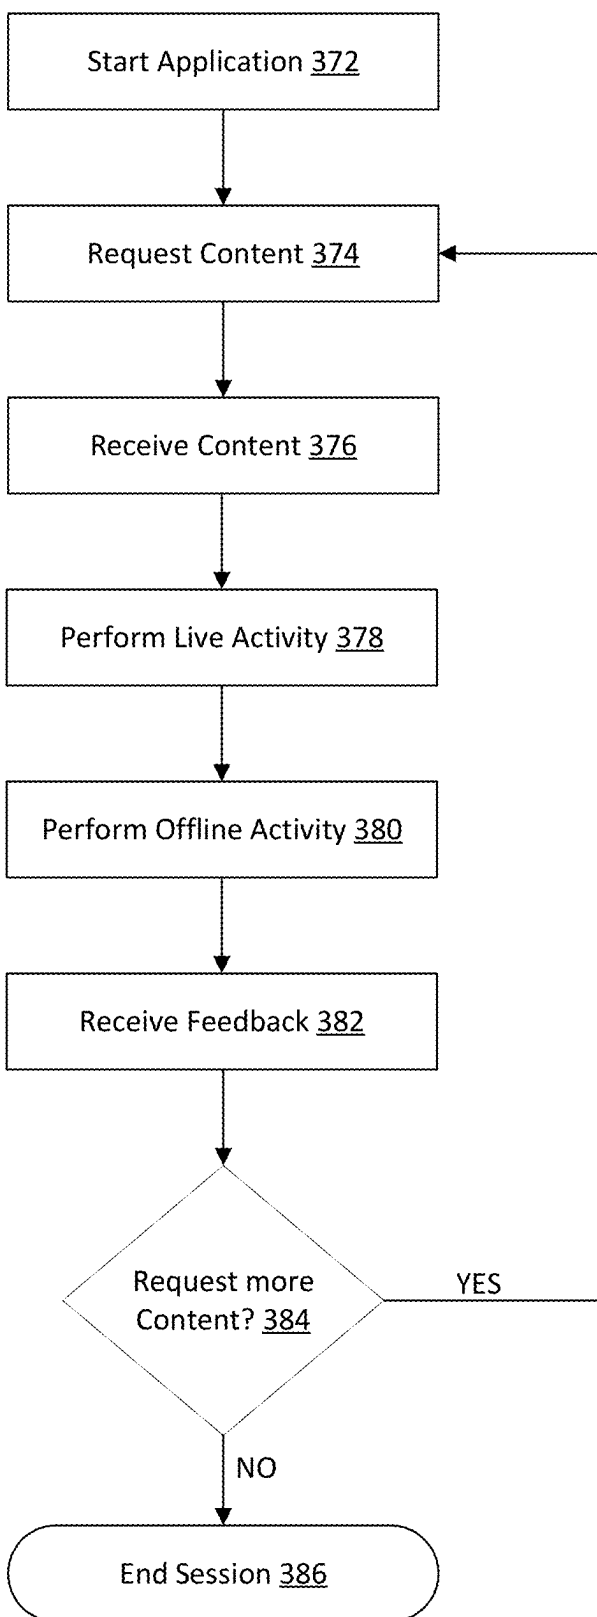 Start Application 372
Request Content 374
Receive Content 376
Perform Live Activity 378
Perform Offline Activity 380
Receive Feedback 382
Request more
Content? 384
YES
NO
End Session 386